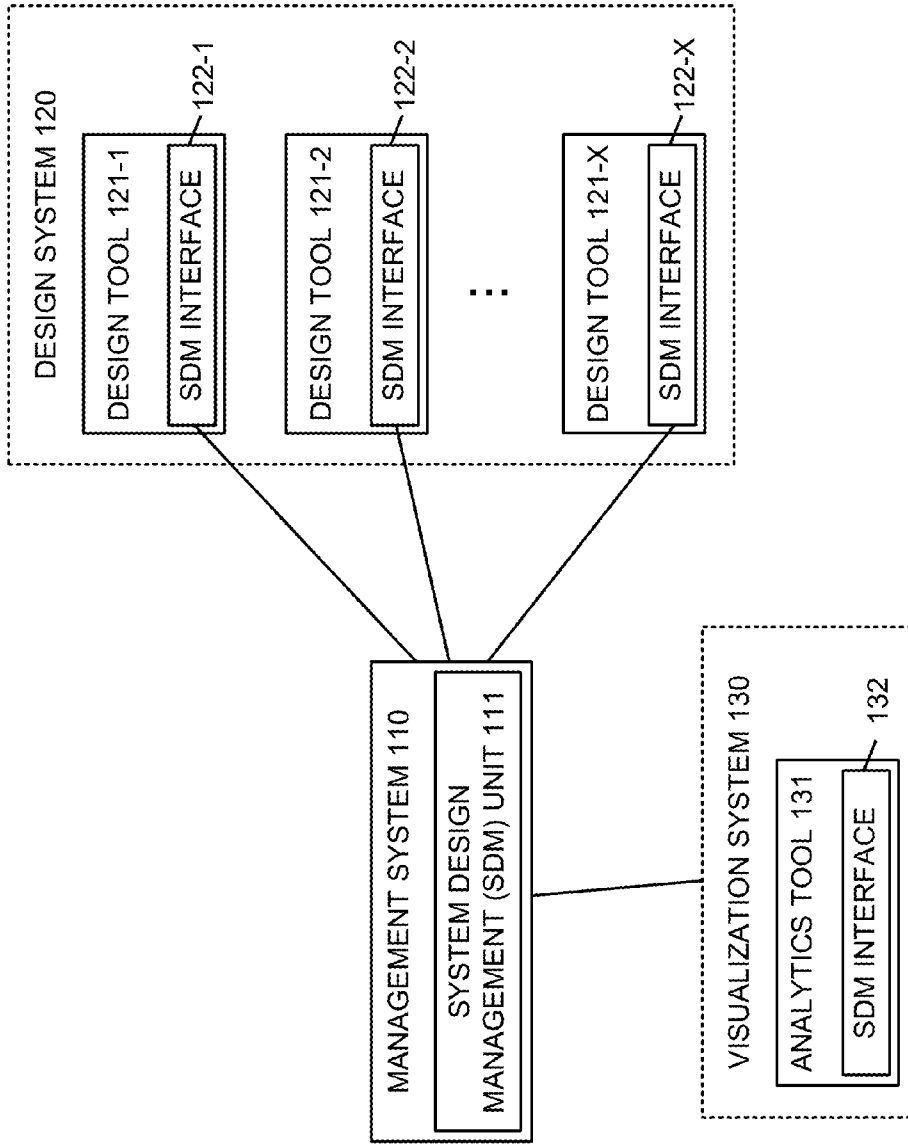 DESIGN SYSTEM 120
DESIGN TOOL 121-1
SDM INTERFACE
122-1
DESIGN TOOL 121-2
SDM INTERFACE
122-2
...
DESIGN TOOL 121-X
SDM INTERFACE
122-X
MANAGEMENT SYSTEM 110
SYSTEM DESIGN
MANAGEMENT (SDM) UNIT 111
VISUALIZATION SYSTEM 130
ANALYTICS TOOL 131
SDM INTERFACE
132